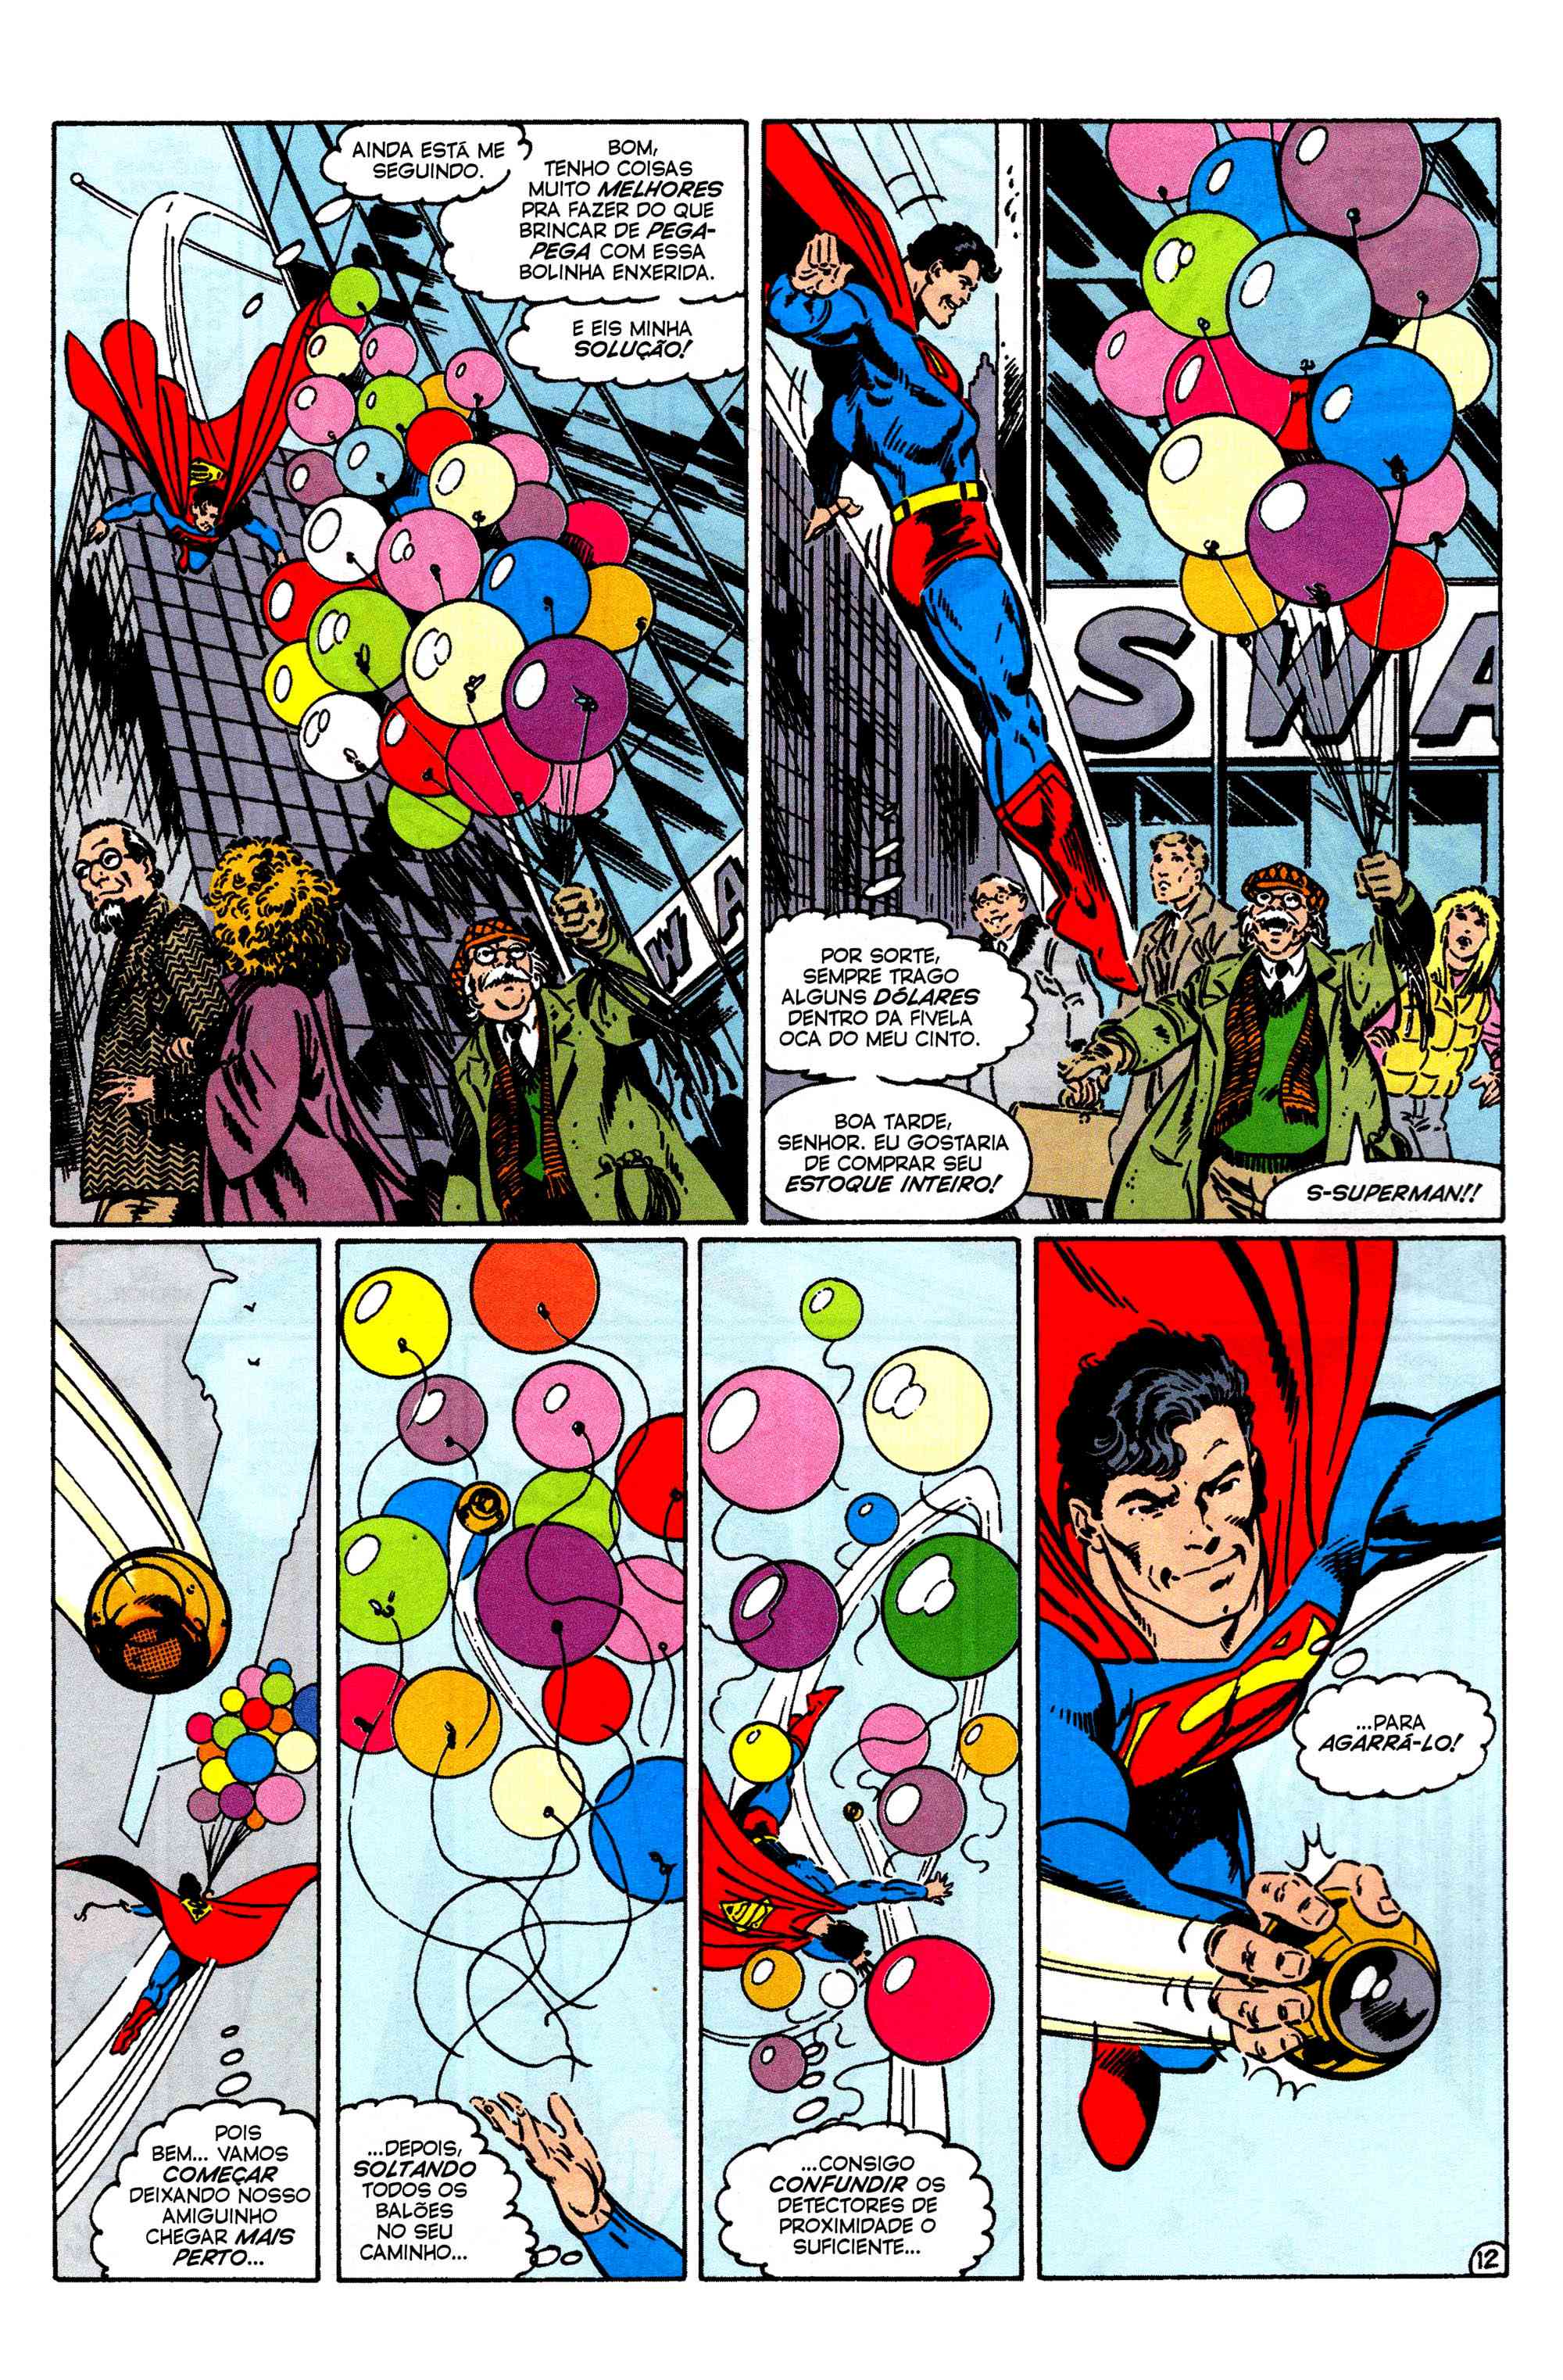 AINDA ESTÁ ME
SEGUINDO.
BOM,
TENHO COISAS
MUITO MELHORES
PRA FAZER DO QUE
BRINCAR DE PEGA-
PEGA COM ESSA
BOLINHA ENXERIDA.
E EIS MINHA
SOLUÇÃO!
WA
SWA
POR SORTE,
SEMPRE TRAGO
ALGUNS DÓLARES
DENTRO DA FIVELA
OCA DO MEU CINTO.
BOA TARDE,
SENHOR. EU GOSTARIA
DE COMPRAR SEU
ESTOQUE INTEIRO!
S-SUPERMAN!!
POIS
BEM... VAMOS
COMEÇAR
DEIXANDO NOSSO
AMIGUINHO
CHEGAR MAIS
PERTO...
...DEPOIS,
SOLTANDO
TODOS OS
BALÕES
NO SEU
CAMINHO...
...CONSIGO
CONFUNDIR OS
DETECTORES DE
PROXIMIDADE O
SUFICIENTE...
...PARA
AGARRÁ-LO!
12